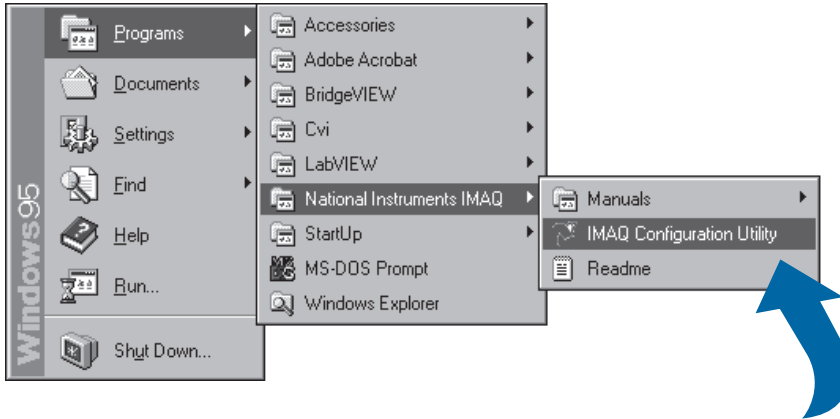 Windows95
Programs
Documents
Settings
Find
Help
Run...
Shut Down...
Accessories
Adobe Acrobat
BridgeVIEW
Cvi
LabVIEW
National Instruments IMAQ
StartUp
MS-DOS Prompt
Windows Explorer
Manuals
IMAQ Configuration Utility
Readme